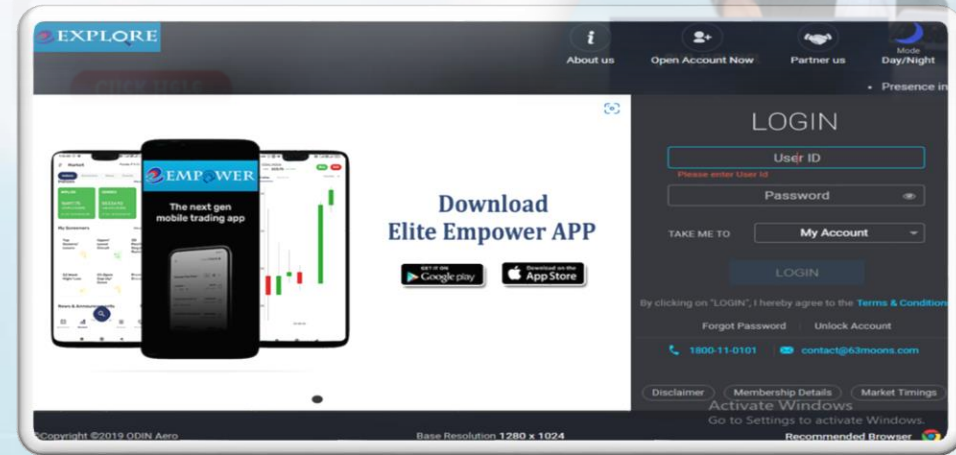 EXPLORE
About us
Open Account Now
Partner us
Mode
Day/Night
Presence in
LOGIN
User ID
Please enter User Id
Password
TAKE ME TO
My Account
LOGIN
By clicking on "LOGIN", I hereby agree to the Terms & Condition
Forgot Password
Unlock Account
1800-11-0101
contact@63moons.com
Disclaimer
Membership Details
Market Timings
Activate Windows
Go to Settings to activate Windows.
EMPOWER
The next gen
mobile trading app
Download
Elite Empower APP
GET IT ON
Google play
Download on the
App Store
©Copyright ©2019 ODIN Aero
Base Resolution 1280 x 1024
Recommended Browser